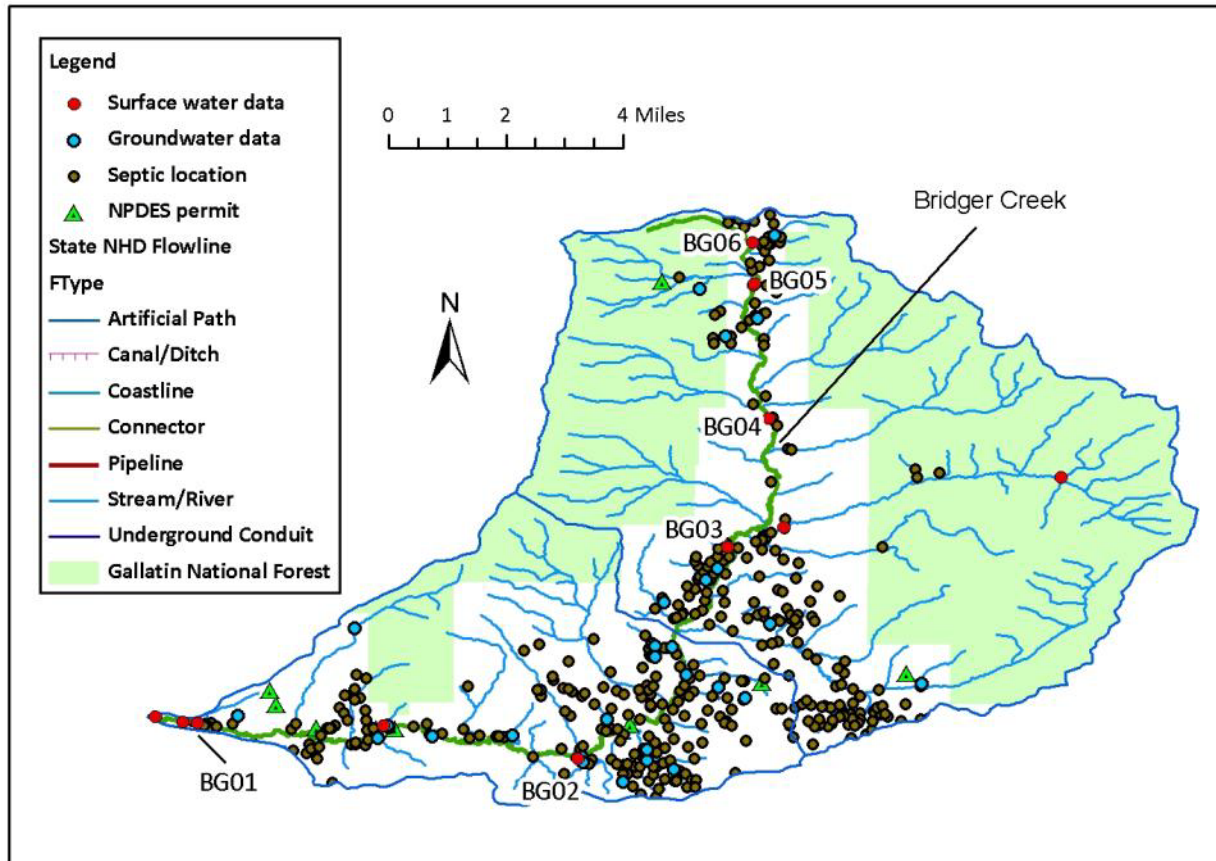 Legend
Surface water data
Groundwater data
Septic location
NPDES permit
State NHD Flowline
FType
Artificial Path
Canal/Ditch
Coastline
Connector
Pipeline
Stream/River
Underground Conduit
Gallatin National Forest
0 1 2 4 Miles
N
Bridger Creek
BG06
BG05
BG04
BG03
BG02
BG01